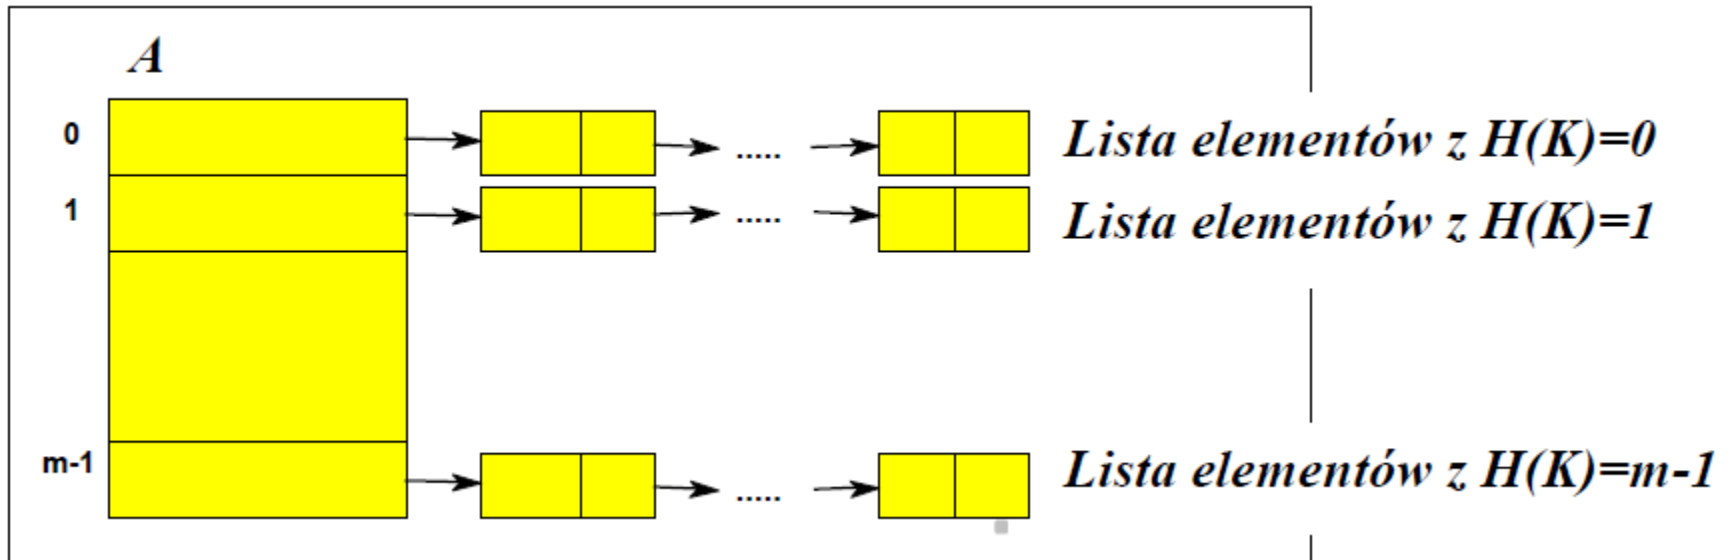 A
0
..... Lista elementów z H(K)=0
1
..... Lista elementów z H(K)=1
m-1
..... Lista elementów z H(K)=m-1